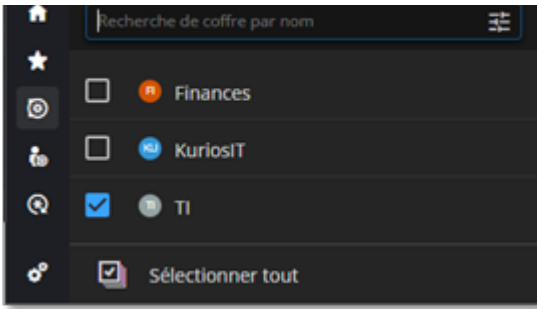 Recherche de coffre par nom
FI Finances
KU KuriosIT
TI TI
Sélectionner tout